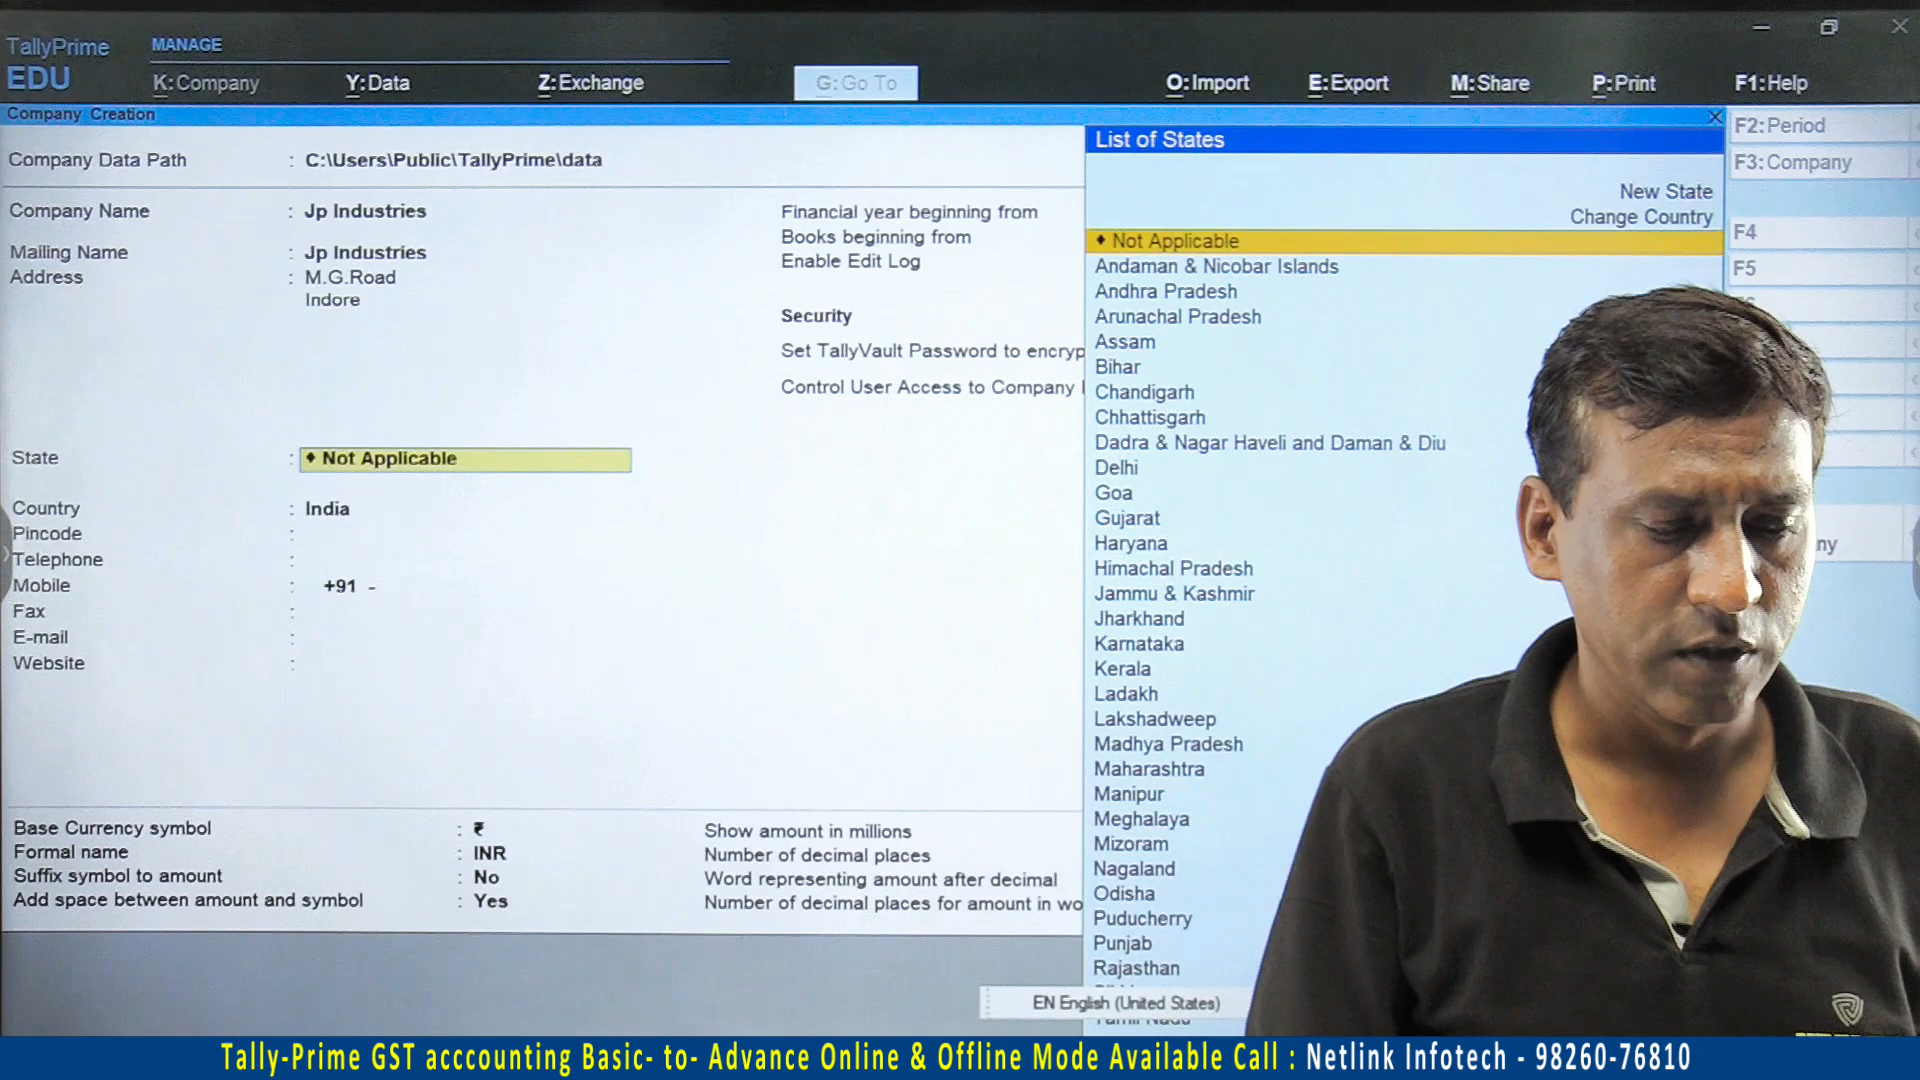 TallyPrime
EDU
MANAGE
K:Company
Y:Data
Z:Exchange
G:Go To
O:Import
E:Export
M:Share
P:Print
F1:Help
Company Creation
Company Data Path : C:\Users\Public\TallyPrime\data
Company Name : Jp Industries
Mailing Name : Jp Industries
Address : M.G.Road
Indore
State : ♦ Not Applicable
Country : India
Pincode :
Telephone :
Mobile : +91 -
Fax :
E-mail :
Website :
Financial year beginning from
Books beginning from
Enable Edit Log
Security
Set TallyVault Password to encryp
Control User Access to Company
Base Currency symbol : ₹
Formal name : INR
Suffix symbol to amount : No
Add space between amount and symbol : Yes
Show amount in millions
Number of decimal places
Word representing amount after decimal
Number of decimal places for amount in wo
List of States
New State
Change Country
♦ Not Applicable
Andaman & Nicobar Islands
Andhra Pradesh
Arunachal Pradesh
Assam
Bihar
Chandigarh
Chhattisgarh
Dadra & Nagar Haveli and Daman & Diu
Delhi
Goa
Gujarat
Haryana
Himachal Pradesh
Jammu & Kashmir
Jharkhand
Karnataka
Kerala
Ladakh
Lakshadweep
Madhya Pradesh
Maharashtra
Manipur
Meghalaya
Mizoram
Nagaland
Odisha
Puducherry
Punjab
Rajasthan
EN English (United States)
F2:Period
F3:Company
F4
F5
ny
Tally-Prime GST acccounting Basic- to- Advance Online & Offline Mode Available Call : Netlink Infotech - 98260-76810